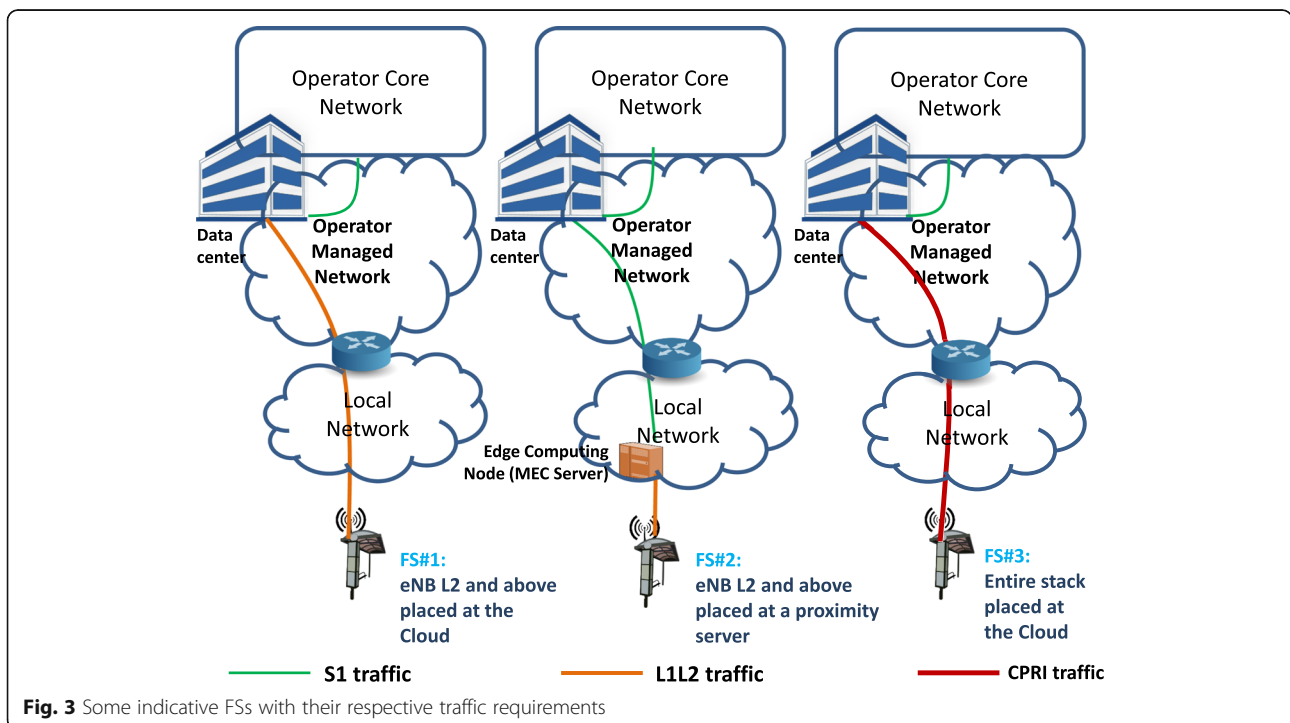 Operator Core
Network
Data
center
Operator
Managed
Network
Local
Network
FS#1:
eNB L2 and above
placed at the
Cloud
Operator Core
Network
Data
center
Operator
Managed
Network
Local
Network
Edge Computing
Node (MEC Server)
FS#2:
eNB L2 and above
placed at a proximity
server
Operator Core
Network
Data
center
Operator
Managed
Network
Local
Network
FS#3:
Entire stack
placed at
the Cloud
S1 traffic
L1L2 traffic
CPRI traffic
Fig. 3 Some indicative FSs with their respective traffic requirements